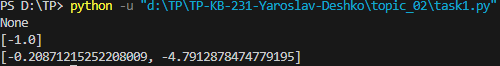 PS D:\TP> python -u "d:\TP\TP-KB-231-Yaroslav-Deshko\topic_02\task1.py"
None
[-1.0]
[-0.20871215252208009, -4.7912878474779195]